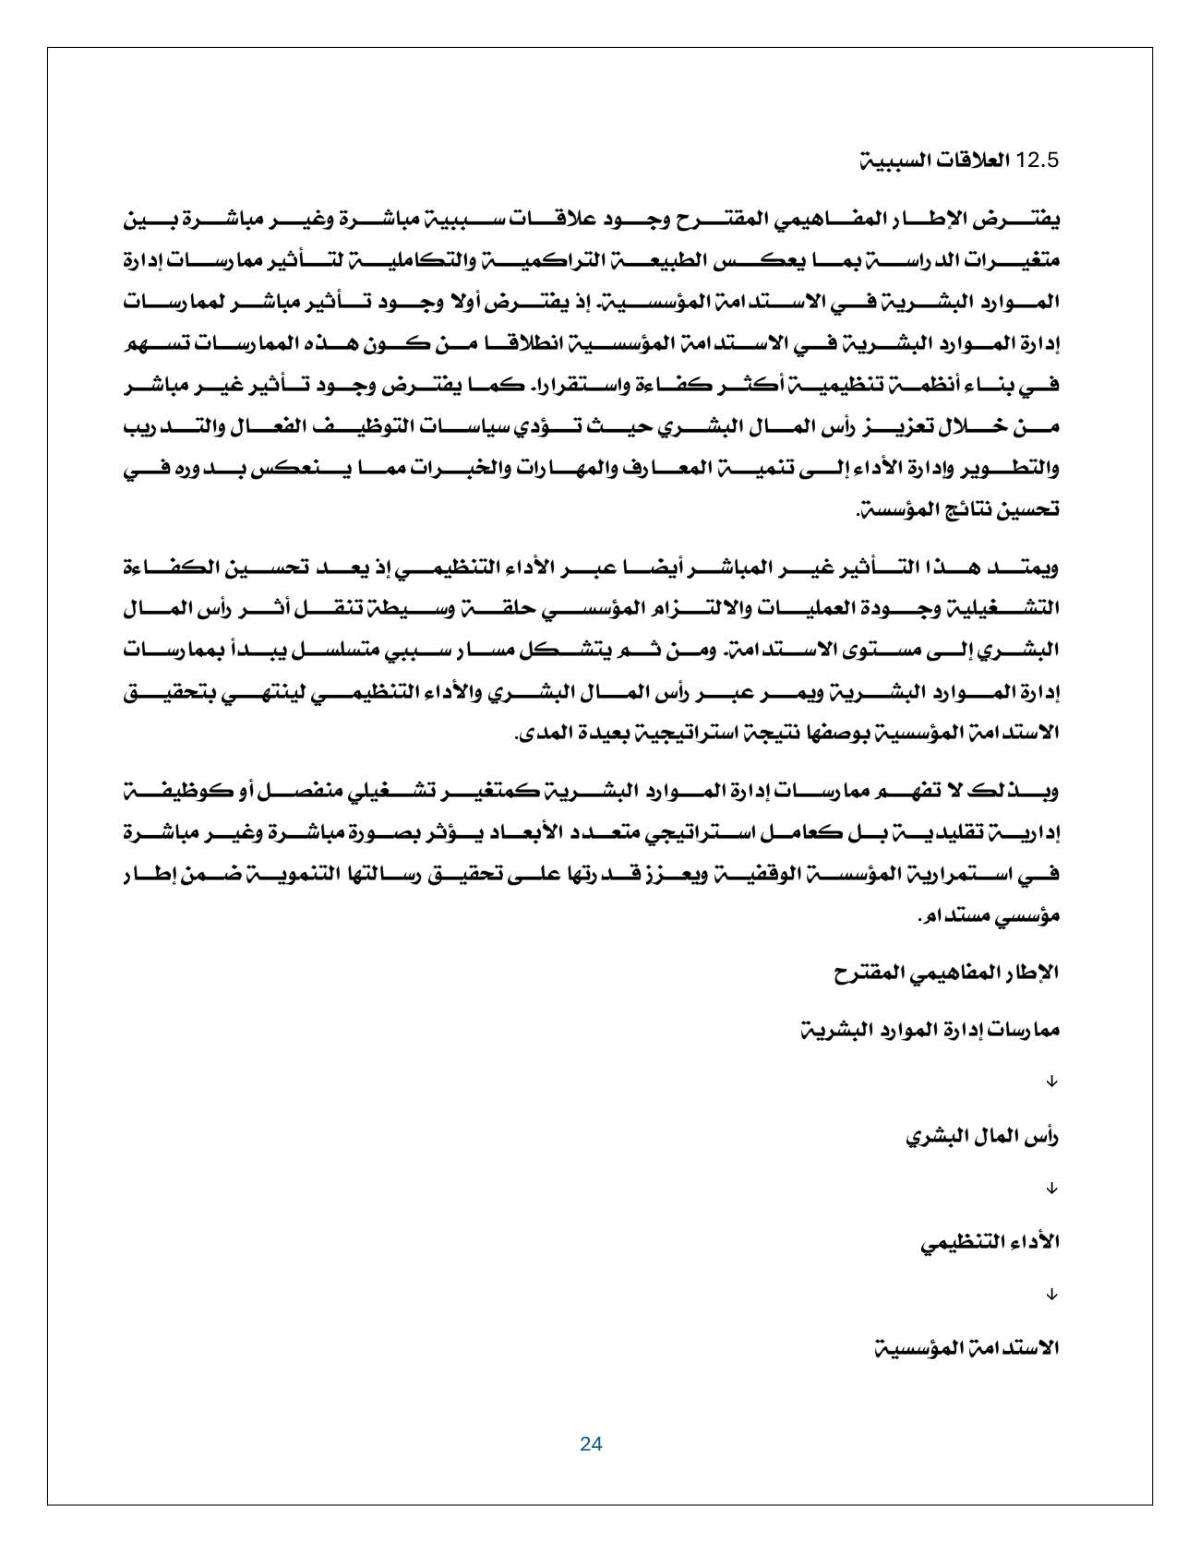 12.5 العلاقات السببية
يفترض الإطار المفاهيمي المقترح وجود علاقات سببية مباشرة وغير مباشرة بين
متغيرات الدراسة بما يعكس الطبيعة التراكمية والتكاملية لتأثير ممارسات إدارة
الموارد البشرية في الاستدامة المؤسسية. إذ يفترض أولا وجود تأثير مباشر لممارسات
إدارة الموارد البشرية في الاستدامة المؤسسية انطلاقا من كون هذه الممارسات تسهم
في بناء أنظمة تنظيمية أكثر كفاءة واستقرارا. كما يفترض وجود تأثير غير مباشر
من خلال تعزيز رأس المال البشري حيث تؤدي سياسات التوظيف الفعال والتدريب
والتطوير وإدارة الأداء إلى تنمية المعارف والمهارات والخبرات مما ينعكس بدوره في
تحسين نتائج المؤسسة.
ويمتد هذا التأثير غير المباشر أيضا عبر الأداء التنظيمي إذ يعد تحسين الكفاءة
التشغيلية وجودة العمليات والالتزام المؤسسي حلقة وسيطة تنقل أثر رأس المال
البشري إلى مستوى الاستدامة. ومن ثم يتشكل مسار سببي متسلسل يبدأ بممارسات
إدارة الموارد البشرية ويمر عبر رأس المال البشري والأداء التنظيمي لينتهي بتحقيق
الاستدامة المؤسسية بوصفها نتيجة استراتيجية بعيدة المدى.
وبذلك لا تفهم ممارسات إدارة الموارد البشرية كمتغير تشغيلي منفصل أو كوظيفة
إدارية تقليدية بل كعامل استراتيجي متعدد الأبعاد يؤثر بصورة مباشرة وغير مباشرة
في استمرارية المؤسسة الوقفية ويعزز قدرتها على تحقيق رسالتها التنموية ضمن إطار
مؤسسي مستدام.
الإطار المفاهيمي المقترح
ممارسات إدارة الموارد البشرية
↓
رأس المال البشري
↓
الأداء التنظيمي
↓
الاستدامة المؤسسية
24